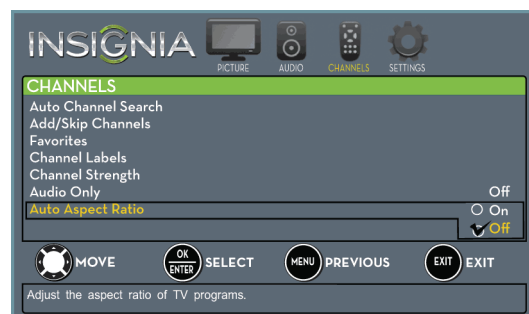 INSIGNIA
PICTURE AUDIO CHANNELS SETTINGS
CHANNELS
Auto Channel Search
Add/Skip Channels
Favorites
Channel Labels
Channel Strength
Audio Only Off
Auto Aspect Ratio On
Off
MOVE OK ENTER SELECT MENU PREVIOUS EXIT EXIT
Adjust the aspect ratio of TV programs.